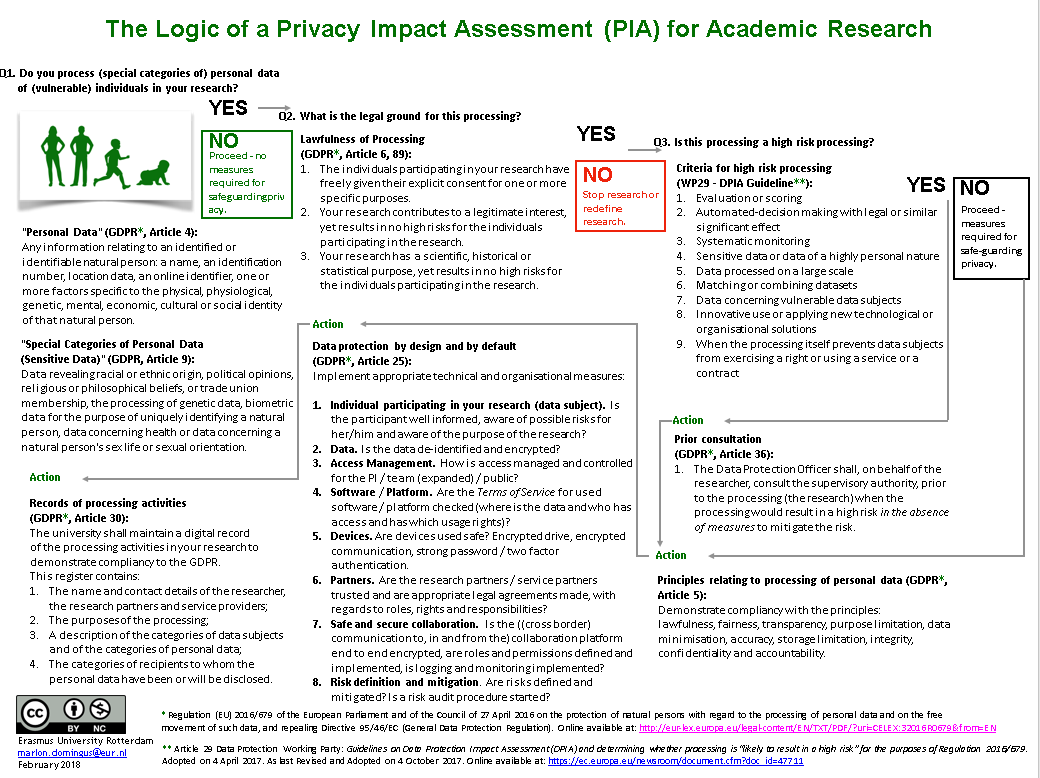 The Logic of a Privacy Impact Assessment (PIA) for Academic Research
Q1. Do you process (special categories of) personal data
of (vulnerable) individuals in your research?
YES
NO
Proceed - no
measures
required for
safeguardingpriv
acy.
"Personal Data" (GDPR*, Article 4):
Any information relating to an identified or
identifiable natural person: a name, an identification
number, location data, an online identifier, one or
more factors specific to the physical, physiological,
genetic, mental, economic, cultural or social identity
of that natural person.
"Special Categories of Personal Data
(Sensitive Data)" (GDPR, Article 9):
Data revealing racial or ethnic origin, political opinions,
religious or philosophical beliefs, or trade union
membership, the processing of genetic data, biometric
data for the purpose of uniquely identifying a natural
person, data concerning health or data concerning a
natural person's sex life or sexual orientation.
Q2. What is the legal ground for this processing?
Lawfulness of Processing
(GDPR*, Article 6, 89):
1. The individuals participating in your research have
freely given their explicit consent for one or more
specific purposes.
2. Your research contributes to a legitimate interest,
yet results in no high risks for the individuals
participating in the research.
3. Your research has a scientific, historical or
statistical purpose, yet results in no high risks for
the individuals participating in the research.
YES
NO
Stop research or
redefine
research.
Q3. Is this processing a high risk processing?
Criteria for high risk processing
(WP29 - DPIA Guideline**):
1. Evaluation or scoring
2. Automated-decision making with legal or similar
significant effect
3. Systematic monitoring
4. Sensitive data or data of a highly personal nature
5. Data processed on a large scale
6. Matching or combining datasets
7. Data concerning vulnerable data subjects
8. Innovative use or applying new technological or
organisational solutions
9. When the processing itself prevents data subjects
from exercising a right or using a service or a
contract
YES
NO
Proceed -
measures
required for
safe-guarding
privacy.
Action
Prior consultation
(GDPR*, Article 36):
1. The Data Protection Officer shall, on behalf of the
researcher, consult the supervisory authority, prior
to the processing (the research) when the
processing would result in a high risk in the absence
of measures to mitigate the risk.
Action
Principles relating to processing of personal data (GDPR*,
Article 5):
Demonstrate compliancy with the principles:
lawfulness, fairness, transparency, purpose limitation, data
minimisation, accuracy, storage limitation, integrity,
confidentiality and accountability.
Action
Data protection by design and by default
(GDPR*, Article 25):
Implement appropriate technical and organisational measures:
1. Individual participating in your research (data subject). Is
the participant well informed, aware of possible risks for
her/him and aware of the purpose of the research?
2. Data. Is the data de-identified and encrypted?
3. Access Management. How is access managed and controlled
for the PI / team (expanded) / public?
4. Software / Platform. Are the Terms of Service for used
software / platform checked (where is the data and who has
access and has which usage rights)?
5. Devices. Are devices used safe? Encrypted drive, encrypted
communication, strong password / two factor
authentication.
6. Partners. Are the research partners / service partners
trusted and are appropriate legal agreements made, with
regards to roles, rights and responsibilities?
7. Safe and secure collaboration. Is the ((cross border)
communication to, in and from the) collaboration platform
end to end encrypted, are roles and permissions defined and
implemented, is logging and monitoring implemented?
8. Risk definition and mitigation. Are risks defined and
mitigated? Is a risk audit procedure started?
Action
Records of processing activities
(GDPR*, Article 30):
The university shall maintain a digital record
of the processing activities in your research to
demonstrate compliancy to the GDPR.
This register contains:
1. The name and contact details of the researcher,
the research partners and service providers;
2. The purposes of the processing;
3. A description of the categories of data subjects
and of the categories of personal data;
4. The categories of recipients to whom the
personal data have been or will be disclosed.
cc
BY NC
Erasmus University Rotterdam
marlon.domingus@eur.nl
February 2018
* Regulation (EU) 2016/679 of the European Parliament and of the Council of 27 April 2016 on the protection of natural persons with regard to the processing of personal data and on the free
movement of such data, and repealing Directive 95/46/EC (General Data Protection Regulation). Online available at: http://eur-lex.europa.eu/legal-content/EN/TXT/PDF/?uri=CELEX:32016R0679&from=EN
** Article 29 Data Protection Working Party: Guidelines on Data Protection Impact Assessment (DPIA) and determining whether processing is "likely to result in a high risk" for the purposes of Regulation 2016/679.
Adopted on 4 April 2017. As last Revised and Adopted on 4 October 2017. Online available at: https://ec.europa.eu/newsroom/document.cfm?doc_id=47711